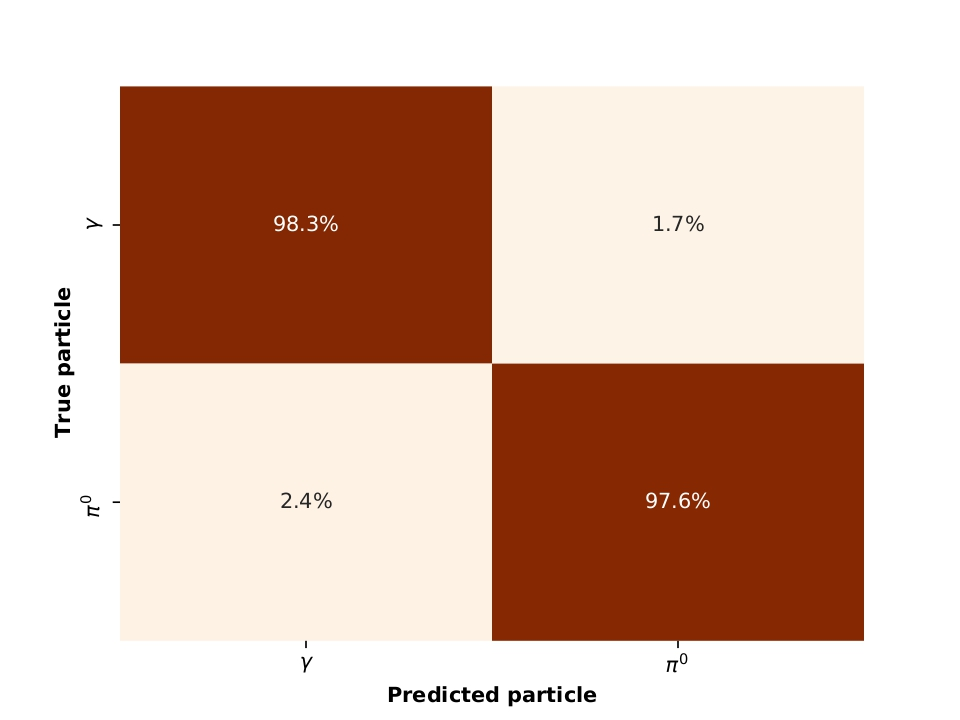 γ
98.3%
1.7%
True particle
π⁰
2.4%
97.6%
γ
π⁰
Predicted particle